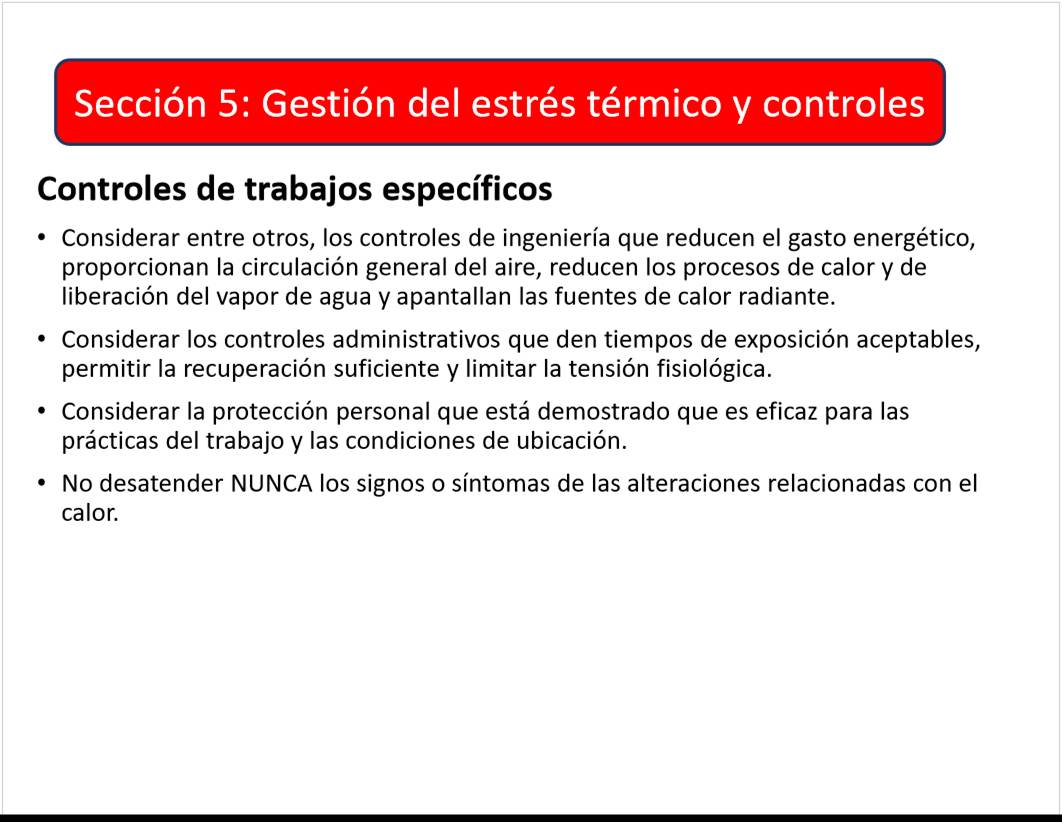 Sección 5: Gestión del estrés térmico y controles
Controles de trabajos específicos
• Considerar entre otros, los controles de ingeniería que reducen el gasto energético,
proporcionan la circulación general del aire, reducen los procesos de calor y de
liberación del vapor de agua y apantallan las fuentes de calor radiante.
• Considerar los controles administrativos que den tiempos de exposición aceptables,
permitir la recuperación suficiente y limitar la tensión fisiológica.
• Considerar la protección personal que está demostrado que es eficaz para las
prácticas del trabajo y las condiciones de ubicación.
• No desatender NUNCA los signos o síntomas de las alteraciones relacionadas con el
calor.